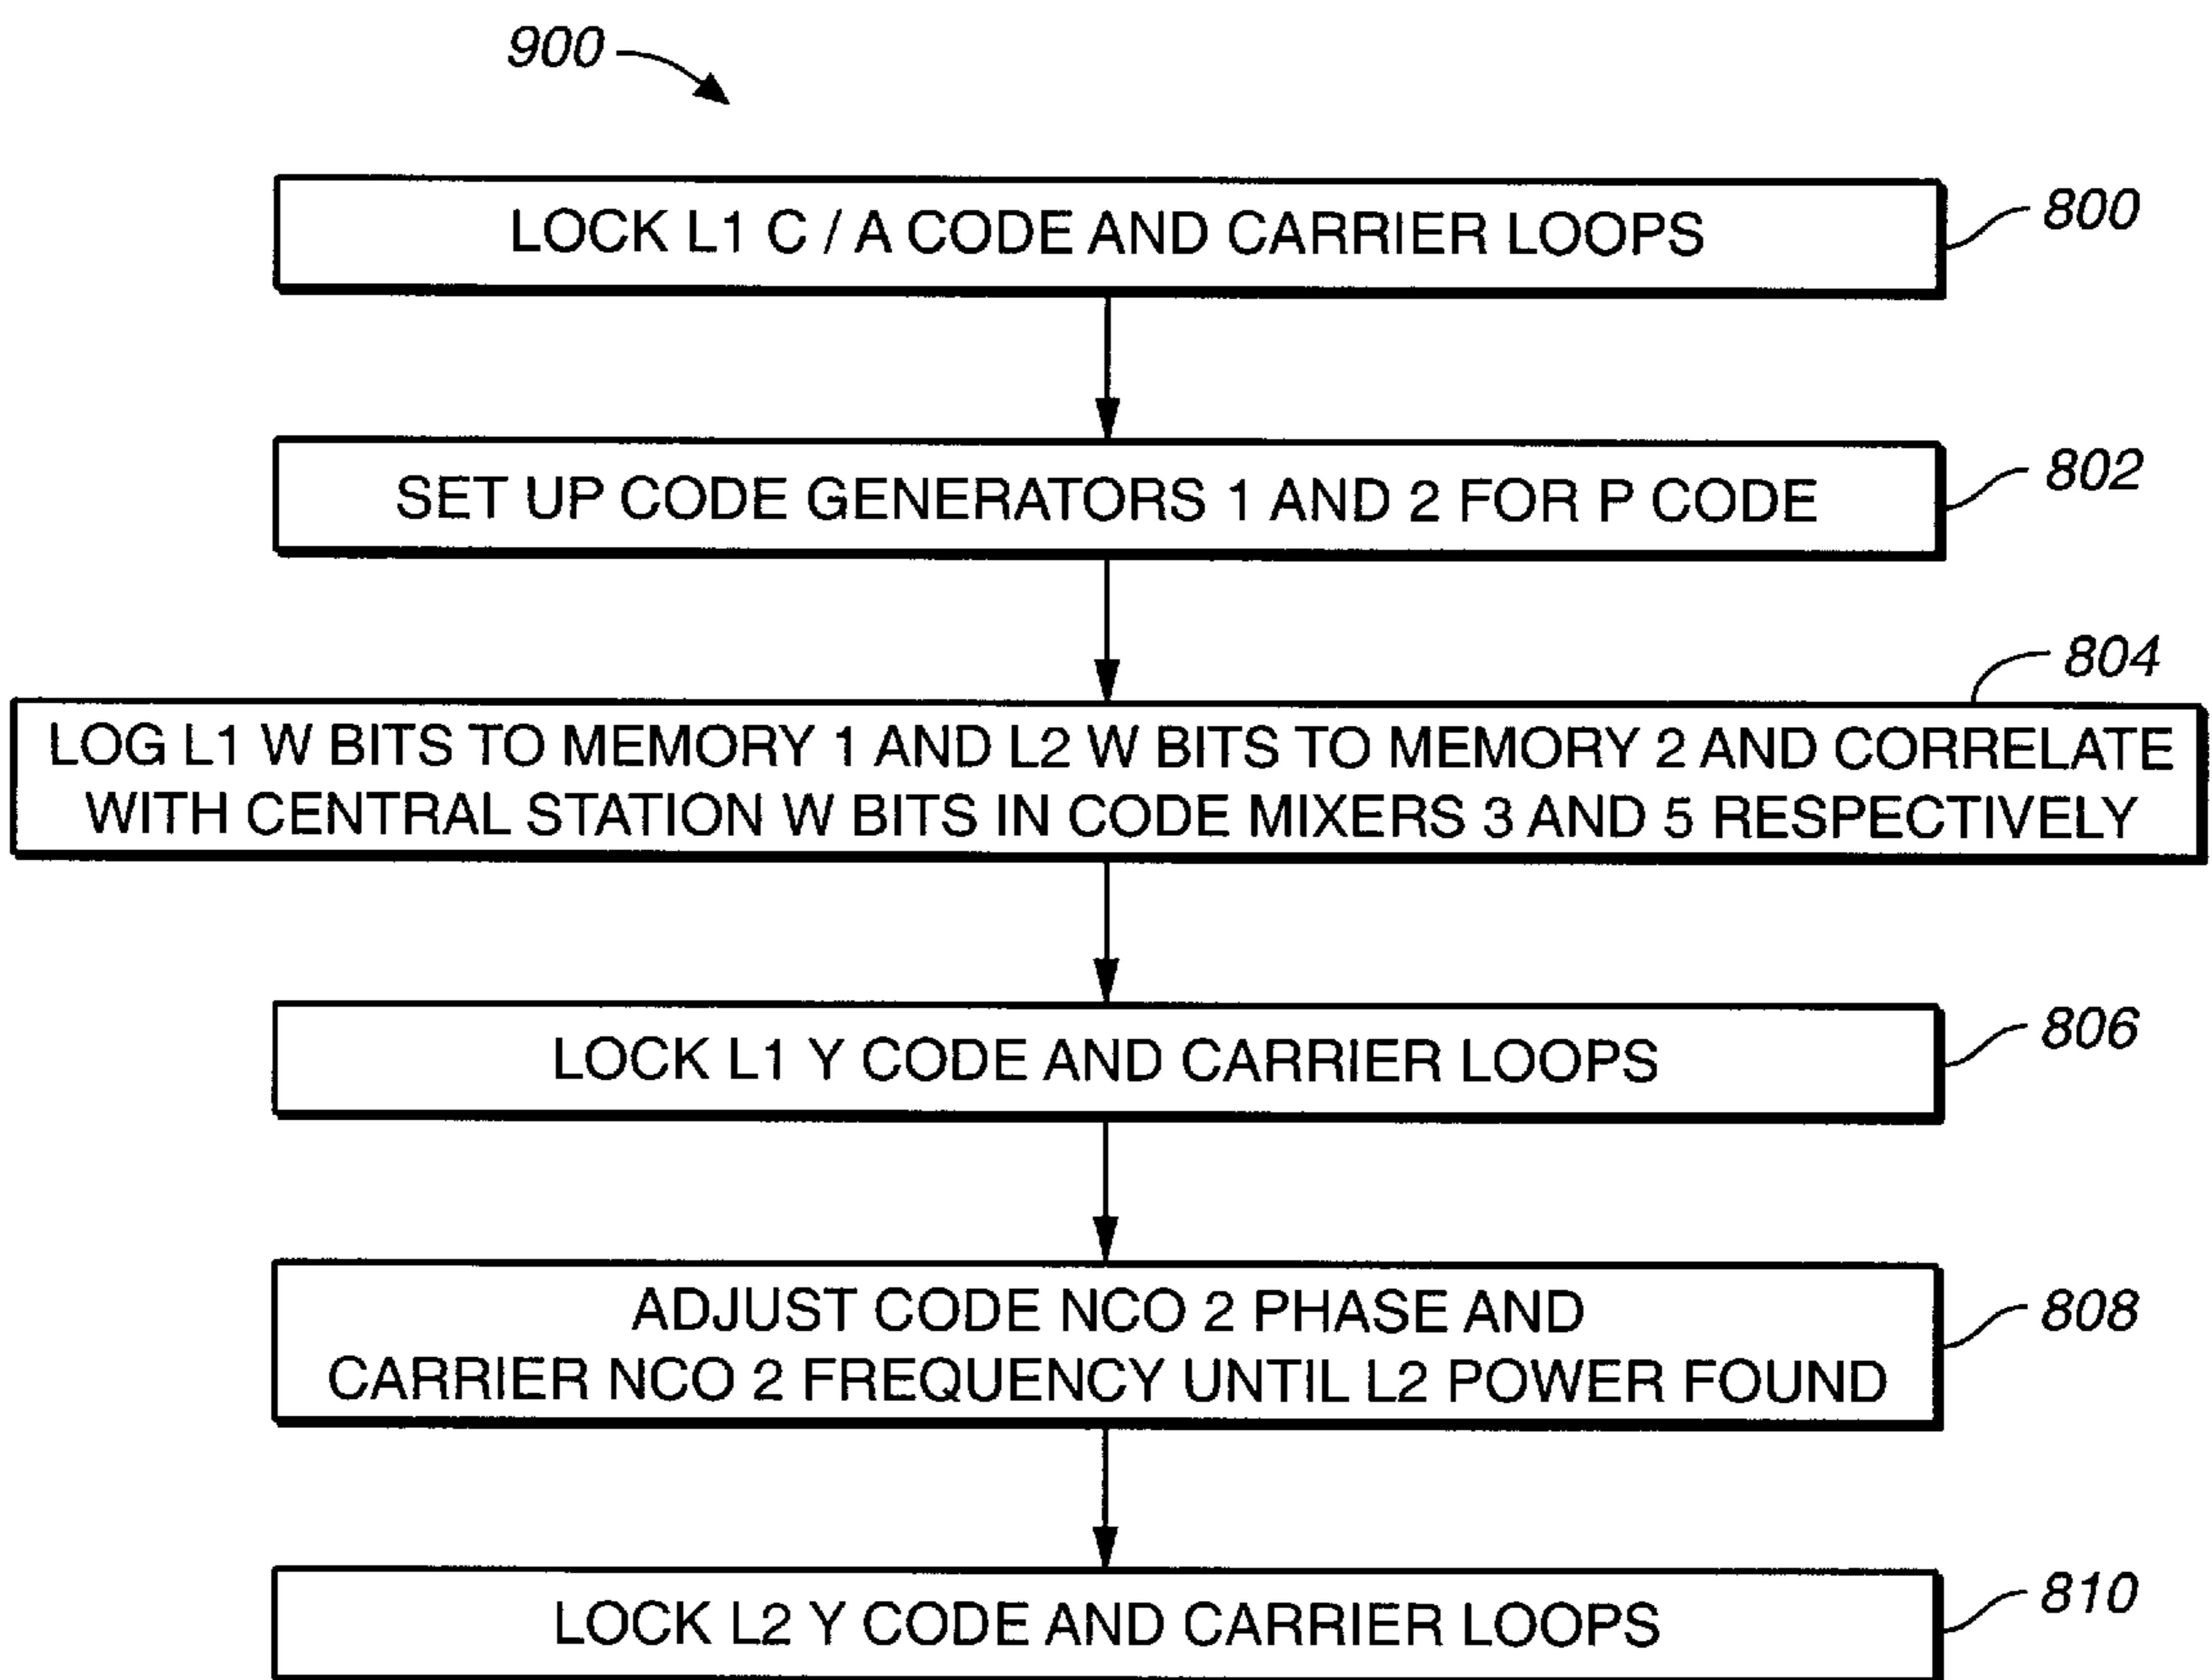 900
LOCK L1 C / A CODE AND CARRIER LOOPS
800
SET UP CODE GENERATORS 1 AND 2 FOR P CODE
802
804
LOG L1 W BITS TO MEMORY 1 AND L2 W BITS TO MEMORY 2 AND CORRELATE
WITH CENTRAL STATION W BITS IN CODE MIXERS 3 AND 5 RESPECTIVELY
LOCK L1 Y CODE AND CARRIER LOOPS
806
ADJUST CODE NCO 2 PHASE AND
CARRIER NCO 2 FREQUENCY UNTIL L2 POWER FOUND
808
LOCK L2 Y CODE AND CARRIER LOOPS
810